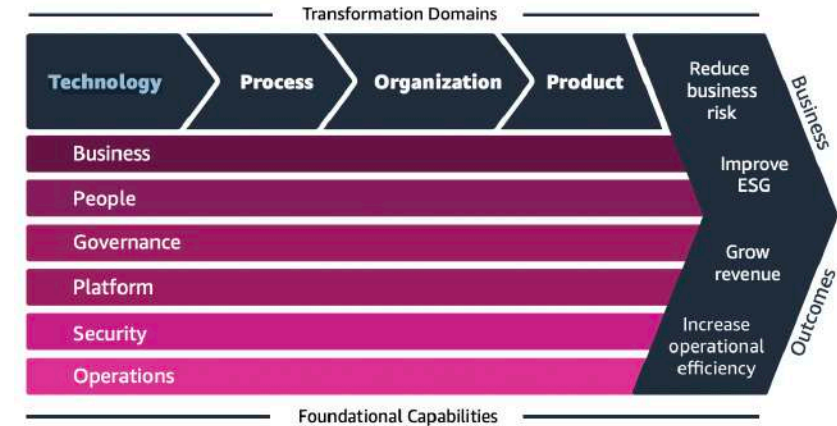 Transformation Domains
Technology
Process
Organization
Product
Reduce
business
risk
Improve
ESG
Grow
revenue
Increase
operational
efficiency
Business
Outcomes
Business
People
Governance
Platform
Security
Operations
Foundational Capabilities